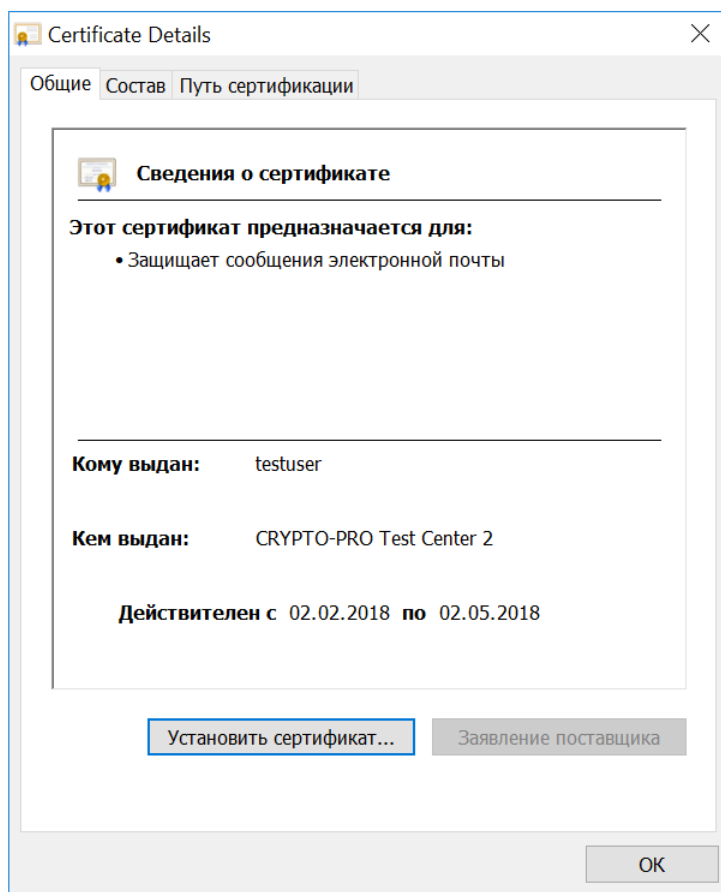 Certificate Details
Общие Состав Путь сертификации
Сведения о сертификате
Этот сертификат предназначается для:
• Защищает сообщения электронной почты
Кому выдан: testuser
Кем выдан: CRYPTO-PRO Test Center 2
Действителен с 02.02.2018 по 02.05.2018
Установить сертификат... Заявление поставщика
OK